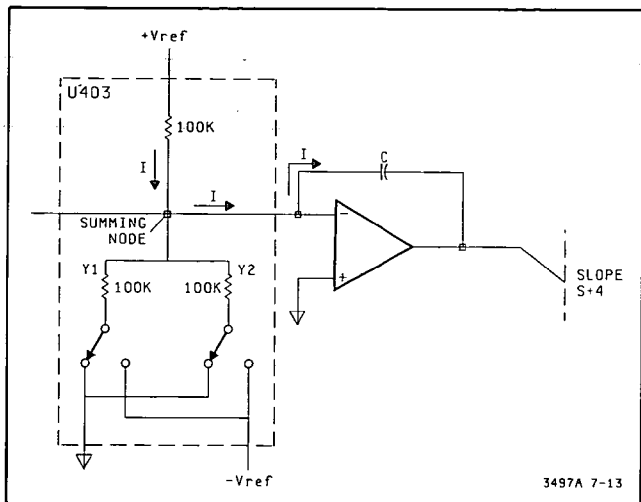 +Vref
U403
100K
I
I
I
C
SUMMING
NODE
−
+
Y1
100K
100K
Y2
SLOPE
S+4
-Vref
3497A 7-13